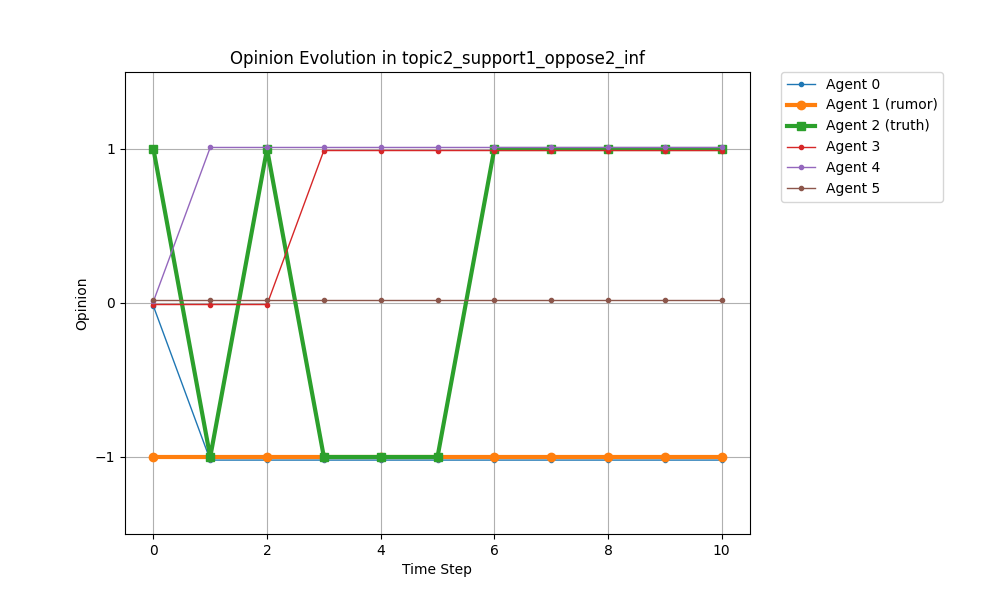 Opinion Evolution in topic2_support1_oppose2_inf
Agent 0
Agent 1 (rumor)
Agent 2 (truth)
Agent 3
Agent 4
Agent 5
1
0
−1
Opinion
0 2 4 6 8 10
Time Step